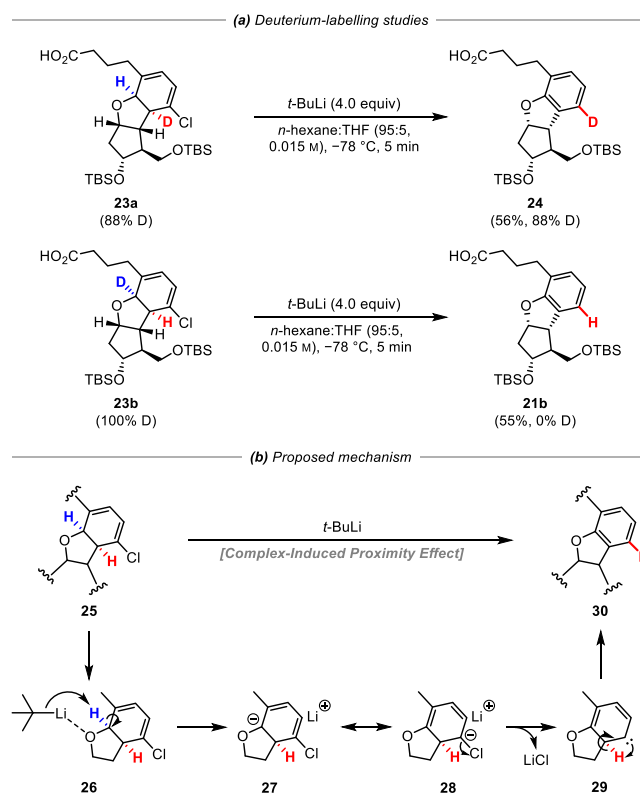 (a) Deuterium-labelling studies
HO2C
H
O
D
Cl
H
H
OTBS
TBSO
23a
(88% D)
t-BuLi (4.0 equiv)
n-hexane:THF (95:5,
0.015 M), −78 °C, 5 min
HO2C
O
D
OTBS
TBSO
24
(56%, 88% D)
HO2C
D
O
H
Cl
H
H
OTBS
TBSO
23b
(100% D)
t-BuLi (4.0 equiv)
n-hexane:THF (95:5,
0.015 M), −78 °C, 5 min
HO2C
O
H
OTBS
TBSO
21b
(55%, 0% D)
(b) Proposed mechanism
H
O
H
Cl
25
t-BuLi
[Complex-Induced Proximity Effect]
O
30
Li
H
O
H
Cl
26
⊖
Li⊕
O
H
Cl
27
Li⊕
⊖
O
H
Cl
28
LiCl
O
H
29